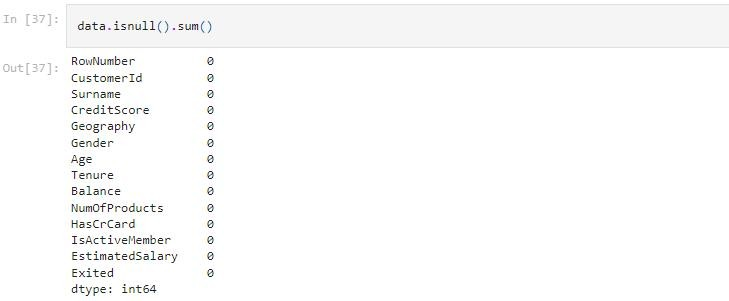 In [37]: data.isnull().sum()
Out[37]:
RowNumber 0
CustomerId 0
Surname 0
CreditScore 0
Geography 0
Gender 0
Age 0
Tenure 0
Balance 0
NumOfProducts 0
HasCrCard 0
IsActiveMember 0
EstimatedSalary 0
Exited 0
dtype: int64